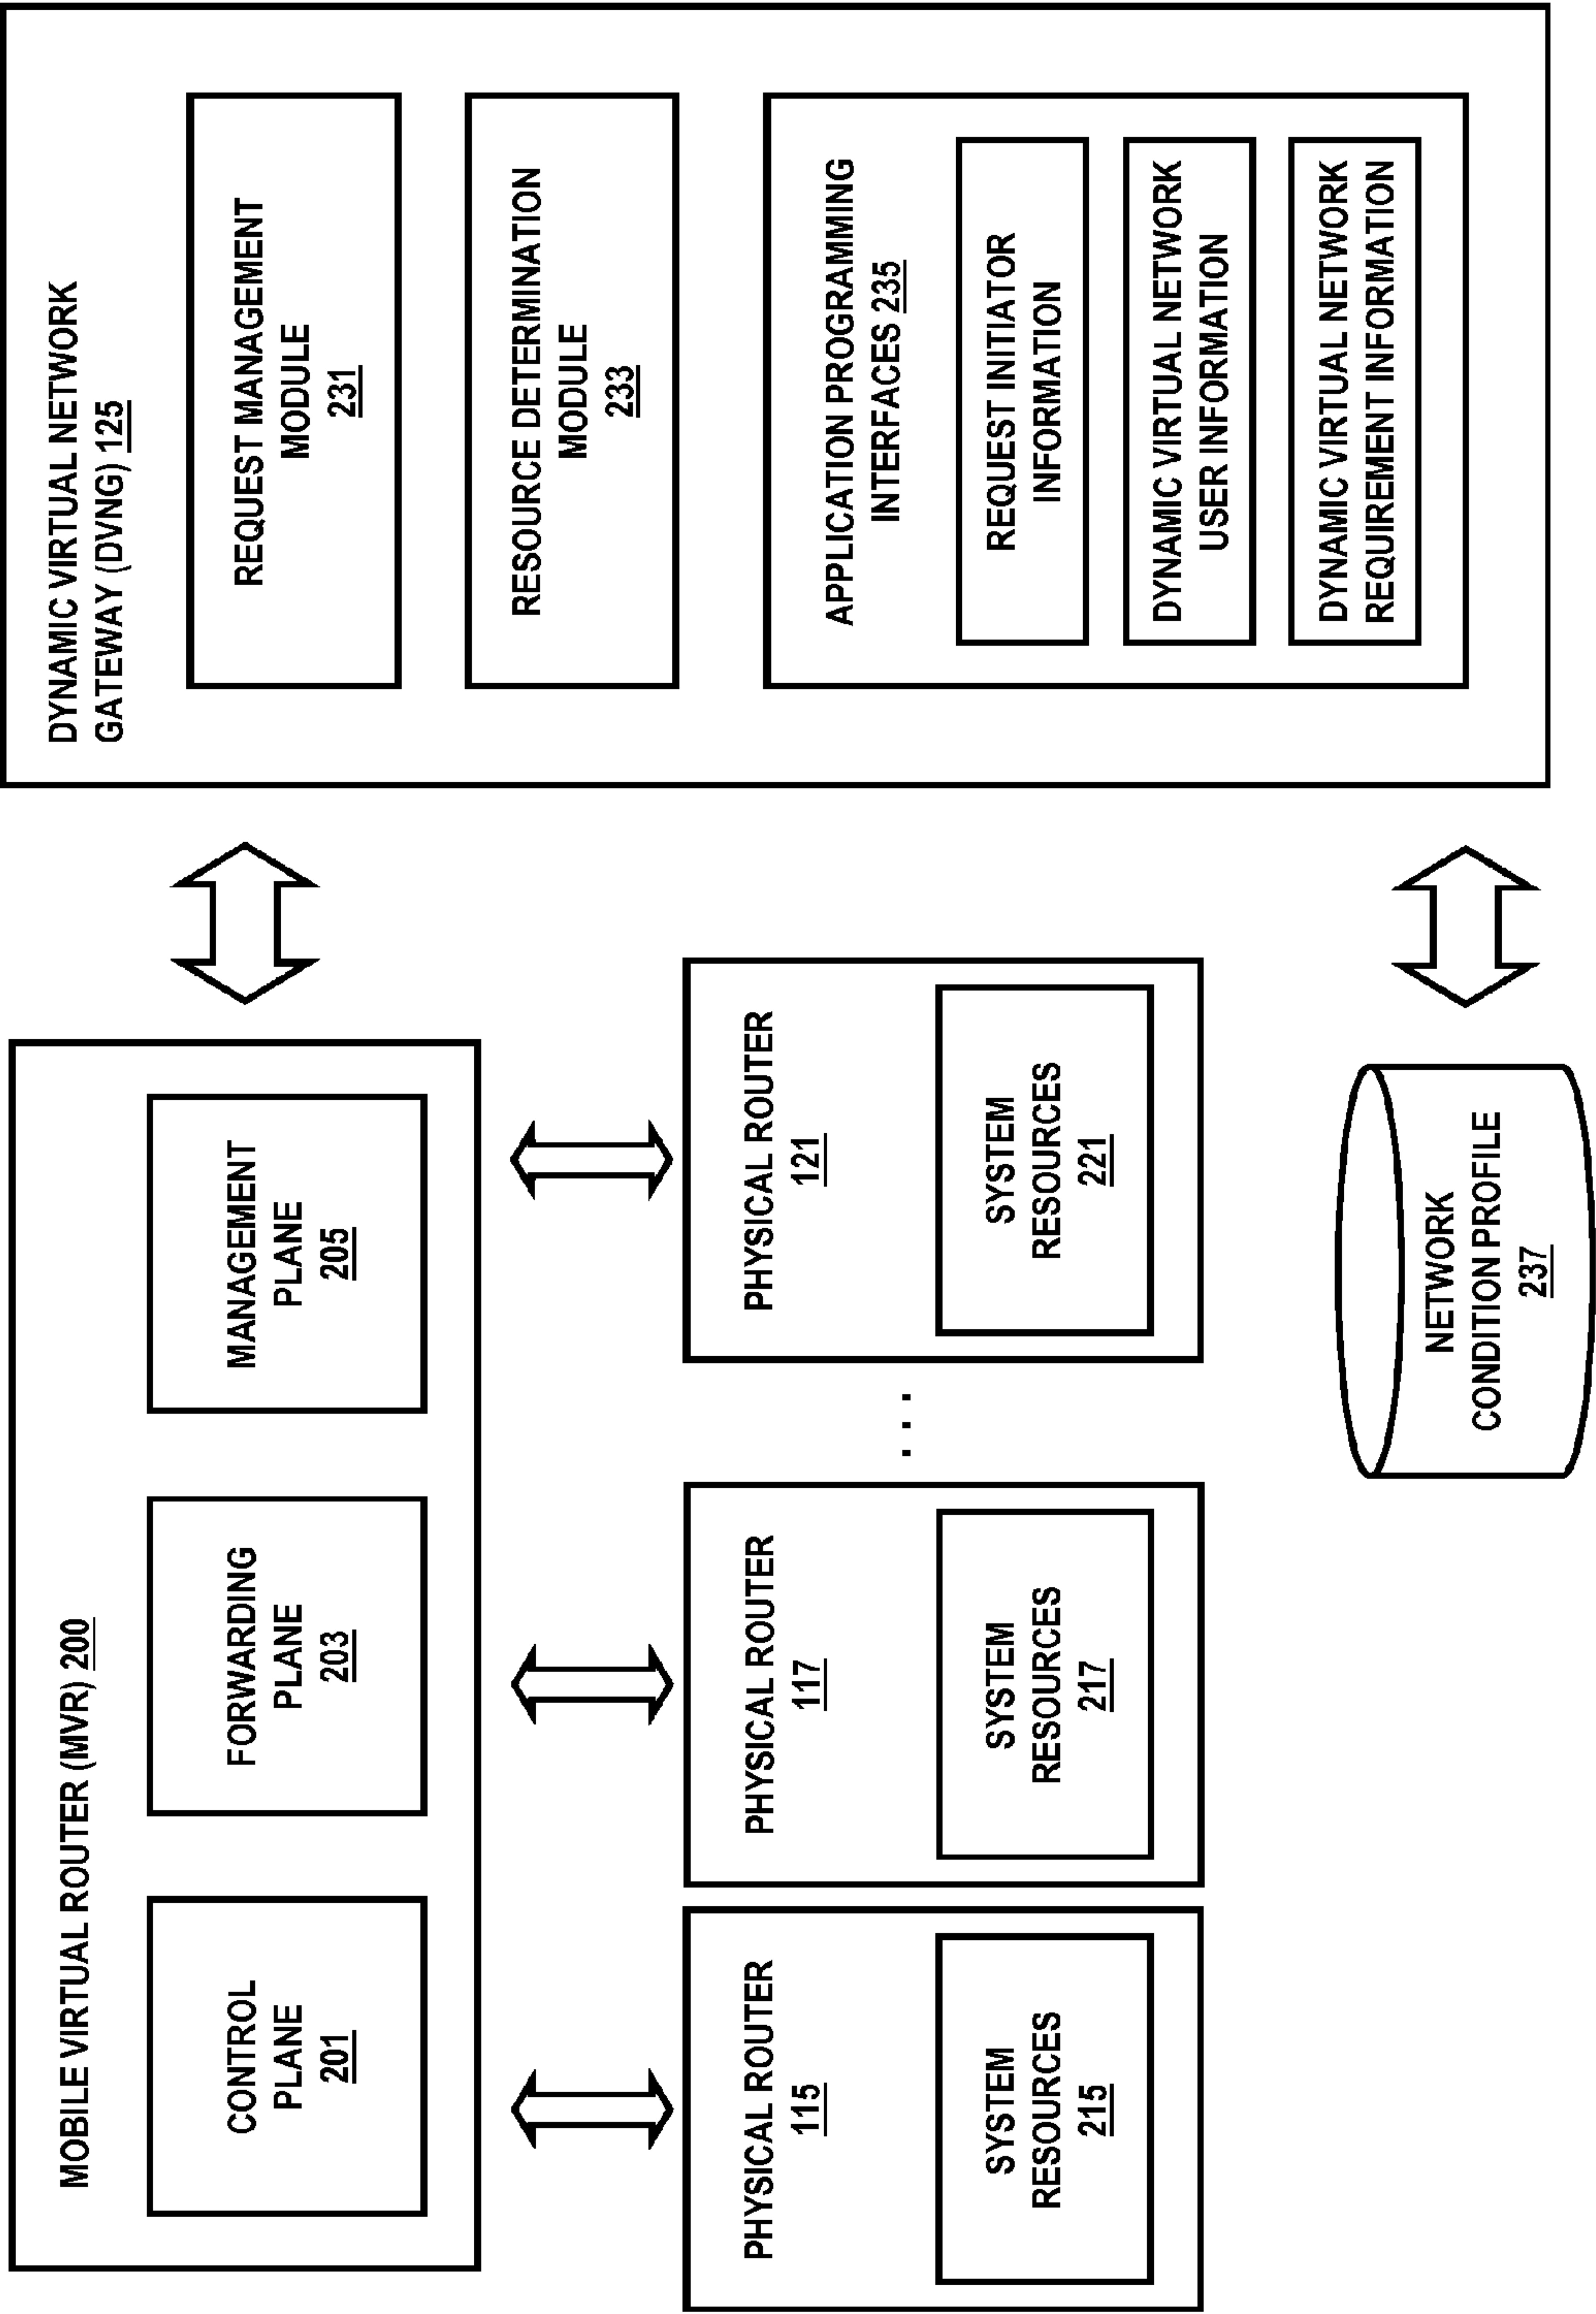 MOBILE VIRTUAL ROUTER (MVR) 200
CONTROL
PLANE
201
FORWARDING
PLANE
203
MANAGEMENT
PLANE
205
PHYSICAL ROUTER
115
SYSTEM
RESOURCES
215
PHYSICAL ROUTER
117
SYSTEM
RESOURCES
217
. . .
PHYSICAL ROUTER
121
SYSTEM
RESOURCES
221
NETWORK
CONDITION PROFILE
237
DYNAMIC VIRTUAL NETWORK
GATEWAY (DVNG) 125
REQUEST MANAGEMENT
MODULE
231
RESOURCE DETERMINATION
MODULE
233
APPLICATION PROGRAMMING
INTERFACES 235
REQUEST INITIATOR
INFORMATION
DYNAMIC VIRTUAL NETWORK
USER INFORMATION
DYNAMIC VIRTUAL NETWORK
REQUIREMENT INFORMATION